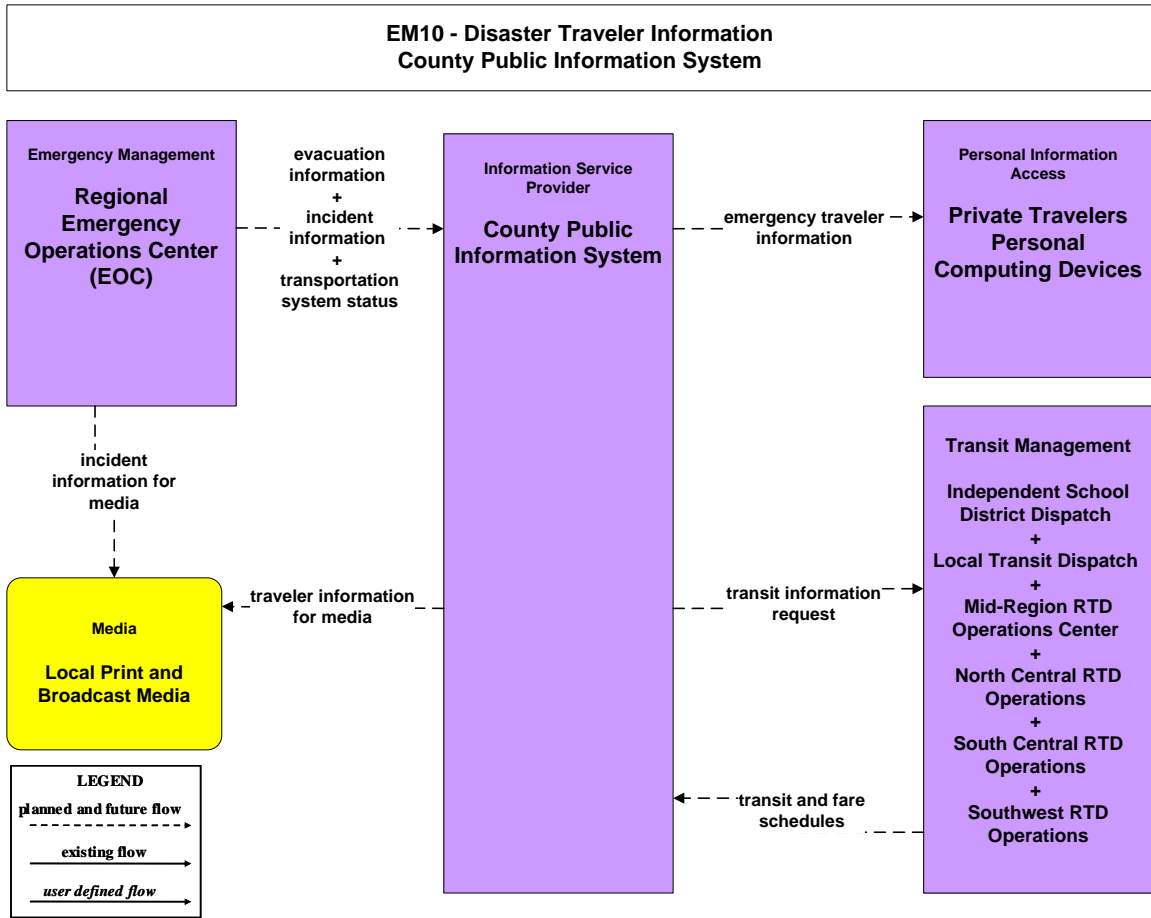 EM10 - Disaster Traveler Information
County Public Information System
Emergency Management
Regional
Emergency
Operations Center
(EOC)
evacuation
information
+
incident
information
+
transportation
system status
Information Service
Provider
County Public
Information System
emergency traveler
information
Personal Information
Access
Private Travelers
Personal
Computing Devices
incident
information for
media
Media
Local Print and
Broadcast Media
traveler information
for media
transit information
request
transit and fare
schedules
Transit Management
Independent School
District Dispatch
+
Local Transit Dispatch
+
Mid-Region RTD
Operations Center
+
North Central RTD
Operations
+
South Central RTD
Operations
+
Southwest RTD
Operations
LEGEND
planned and future flow
existing flow
user defined flow